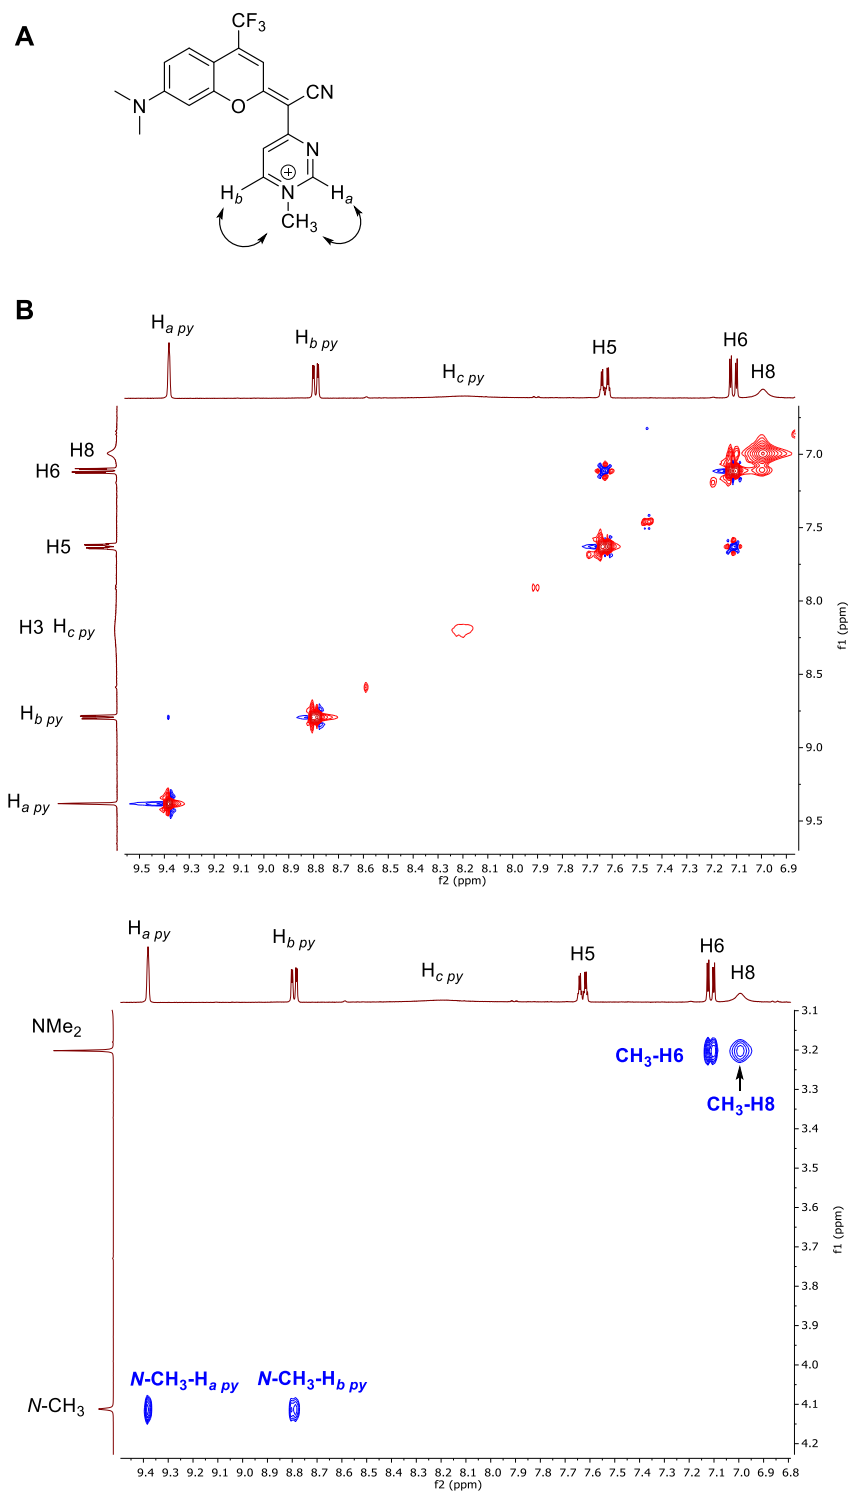 A
CF3
CN
O
N
N
Hb
N
Ha
CH3
B
Ha py
Hb py
Hc py
H5
H6
H8
H8
H6
H5
H3 Hc py
Hb py
Ha py
7.0
7.5
8.0
8.5
9.0
9.5
f1 (ppm)
9.5 9.4 9.3 9.2 9.1 9.0 8.9 8.8 8.7 8.6 8.5 8.4 8.3 8.2 8.1 8.0 7.9 7.8 7.7 7.6 7.5 7.4 7.3 7.2 7.1 7.0 6.9
f2 (ppm)
Ha py
Hb py
Hc py
H5
H6
H8
NMe2
CH3-H6
CH3-H8
N-CH3-Ha py N-CH3-Hb py
N-CH3
3.1
3.2
3.3
3.4
3.5
3.6
3.7
3.8
3.9
4.0
4.1
4.2
f1 (ppm)
9.4 9.3 9.2 9.1 9.0 8.9 8.8 8.7 8.6 8.5 8.4 8.3 8.2 8.1 8.0 7.9 7.8 7.7 7.6 7.5 7.4 7.3 7.2 7.1 7.0 6.9 6.8
f2 (ppm)